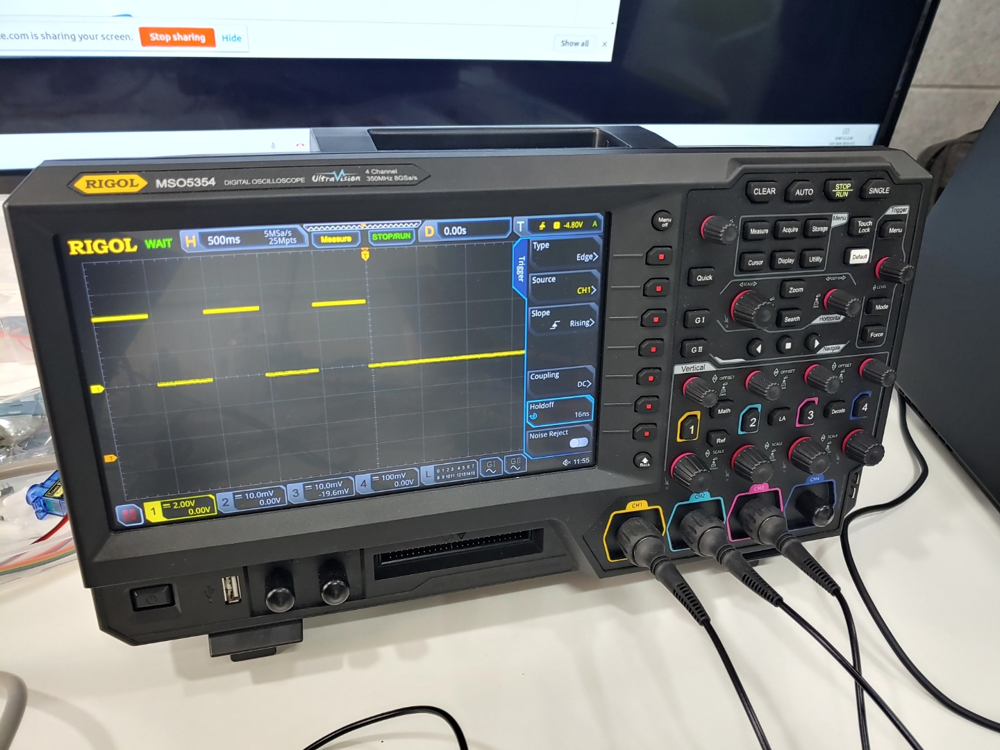 e.com is sharing your screen. Stop sharing Hide
Show all
RIGOL MSO5354 DIGITAL OSCILLOSCOPE UltraVision 4 Channel
350MHz 8GSa/s
RIGOL WAIT H 500ms 5MSa/s
25Mpts
Measure STOP/RUN D 0.00s T 1 -4.80V A
T
Trigger
Type
Edge
Source
CH1
Slope
Rising
Coupling
DC
Holdoff
16ns
Noise Reject
11:55
1
T
1 2.00V
0.00V
2 10.0mV
0.00V
3 10.0mV
-19.6mV
4 100mV
0.00V
L 0 1 2 3 4 5 6 7
8 9 10 11 12 13 14 15
G I G II
Menu
off
Back
CLEAR AUTO STOP
RUN SINGLE
Trigger
Menu
Measure Acquire Storage
Cursor Display Utility
Touch
Lock
Menu
Default
Quick
SCALE
Zoom
POSITION
LEVEL
Search
Horizontal
Mode
G I
G II
Navigate
Force
Vertical
OFFSET
OFFSET
OFFSET
1 Math 2 LA 3 Decode 4
Ref
SCALE
SCALE
SCALE
CH1 CH2 CH3 CH4